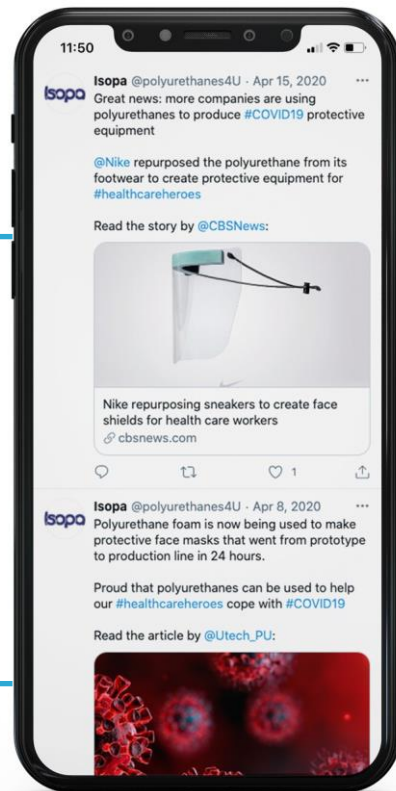 11:50
Isopa @polyurethanes4U · Apr 15, 2020 ···
Isopa
Great news: more companies are using
polyurethanes to produce #COVID19 protective
equipment
@Nike repurposed the polyurethane from its
footwear to create protective equipment for
#healthcareheroes
Read the story by @CBSNews:
Nike repurposing sneakers to create face
shields for health care workers
cbsnews.com
1
Isopa @polyurethanes4U · Apr 8, 2020 ···
Isopa
Polyurethane foam is now being used to make
protective face masks that went from prototype
to production line in 24 hours.
Proud that polyurethanes can be used to help
our #healthcareheroes cope with #COVID19
Read the article by @Utech_PU: